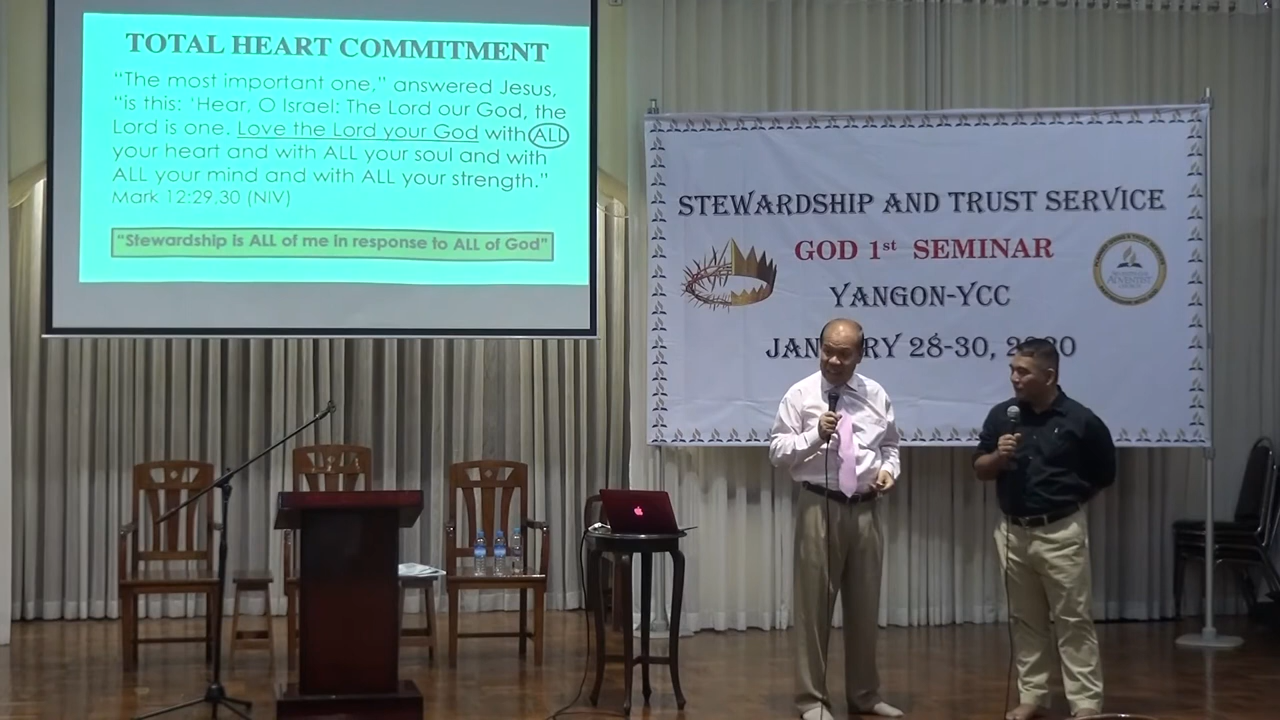 TOTAL HEART COMMITMENT
“The most important one,” answered Jesus,
“is this: ‘Hear, O Israel: The Lord our God, the
Lord is one. Love the Lord your God with ALL
your heart and with ALL your soul and with
ALL your mind and with ALL your strength.”
Mark 12:29,30 (NIV)
“Stewardship is ALL of me in response to ALL of God”
STEWARDSHIP AND TRUST SERVICE
GOD 1st SEMINAR
YANGON-YCC
JAN RY 28-30, 2 20
ADVENTIST